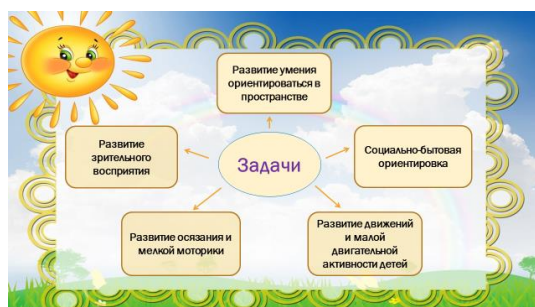 Развитие умения
ориентироваться в
пространстве
Развитие
зрительного
восприятия
Задачи
Социально-бытовая
ориентировка
Развитие осязания и
мелкой моторики
Развитие движений
и малой
двигательной
активности детей